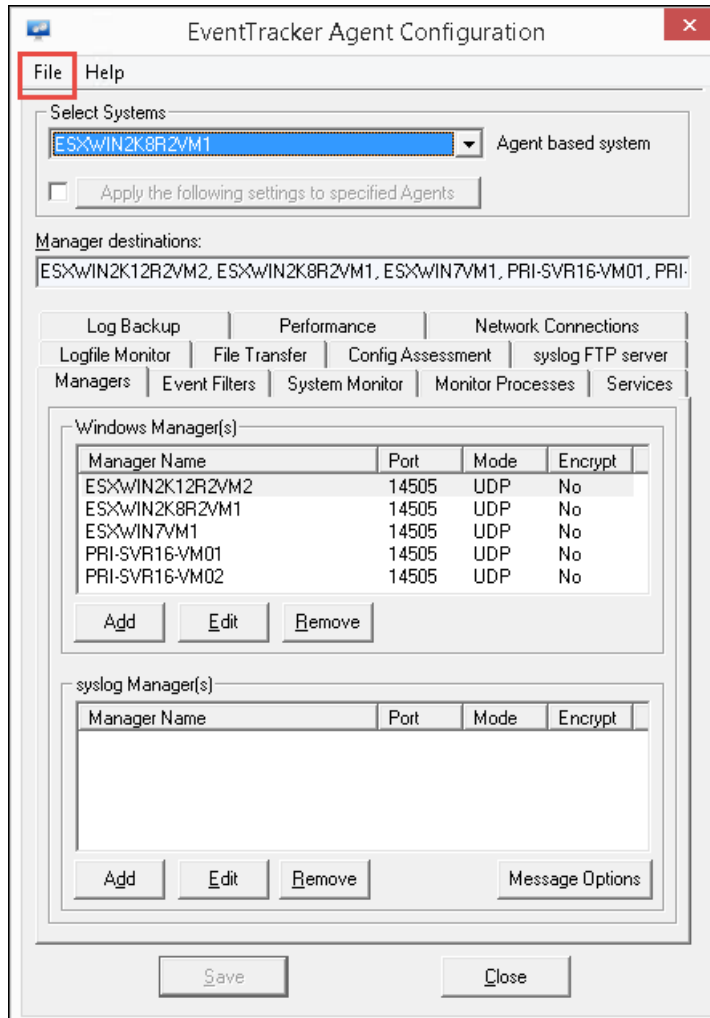 EventTracker Agent Configuration
File Help
Select Systems
ESXWIN2K8R2VM1 Agent based system
Apply the following settings to specified Agents
Manager destinations:
ESXWIN2K12R2VM2, ESXWIN2K8R2VM1, ESXWIN7VM1, PRI-SVR16-VM01, PRI-
Log Backup Performance Network Connections
Logfile Monitor File Transfer Config Assessment syslog FTP server
Managers Event Filters System Monitor Monitor Processes Services
Windows Manager(s)
Manager Name Port Mode Encrypt
ESXWIN2K12R2VM2 14505 UDP No
ESXWIN2K8R2VM1 14505 UDP No
ESXWIN7VM1 14505 UDP No
PRI-SVR16-VM01 14505 UDP No
PRI-SVR16-VM02 14505 UDP No
Add Edit Remove
syslog Manager(s)
Manager Name Port Mode Encrypt
Add Edit Remove Message Options
Save Close